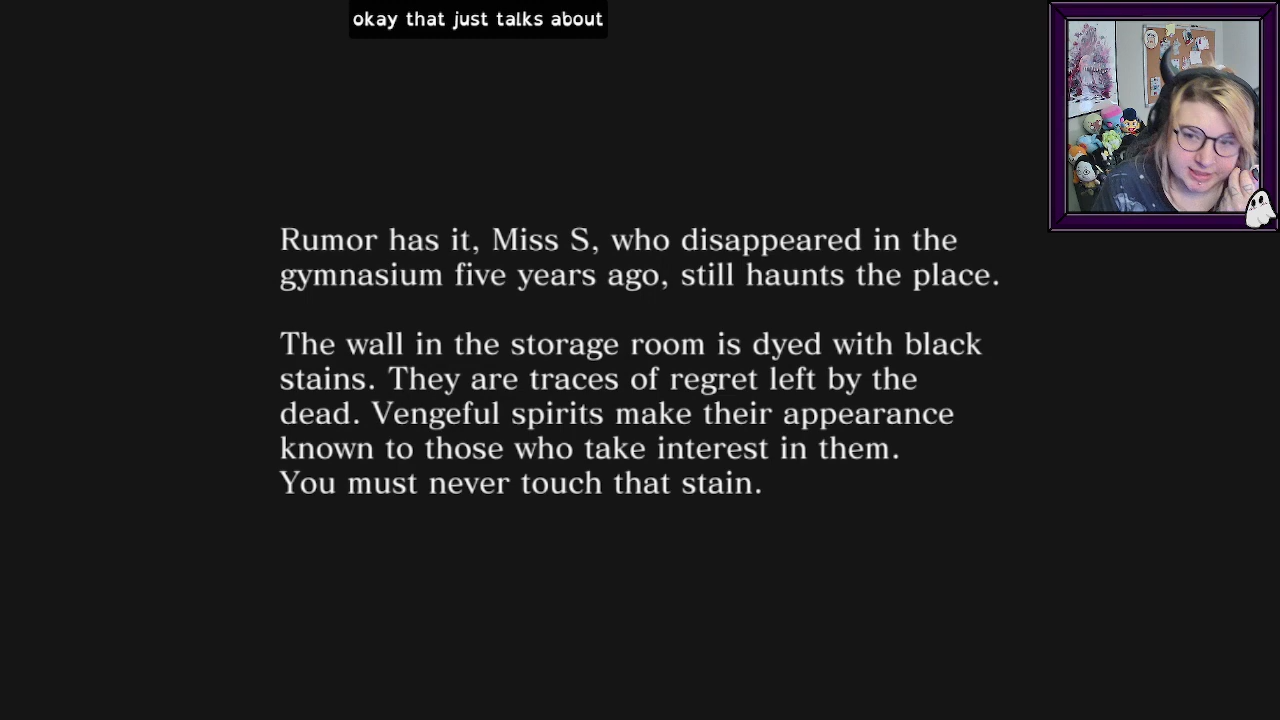 okay that just talks about
Rumor has it, Miss S, who disappeared in the
gymnasium five years ago, still haunts the place.
The wall in the storage room is dyed with black
stains. They are traces of regret left by the
dead. Vengeful spirits make their appearance
known to those who take interest in them.
You must never touch that stain.